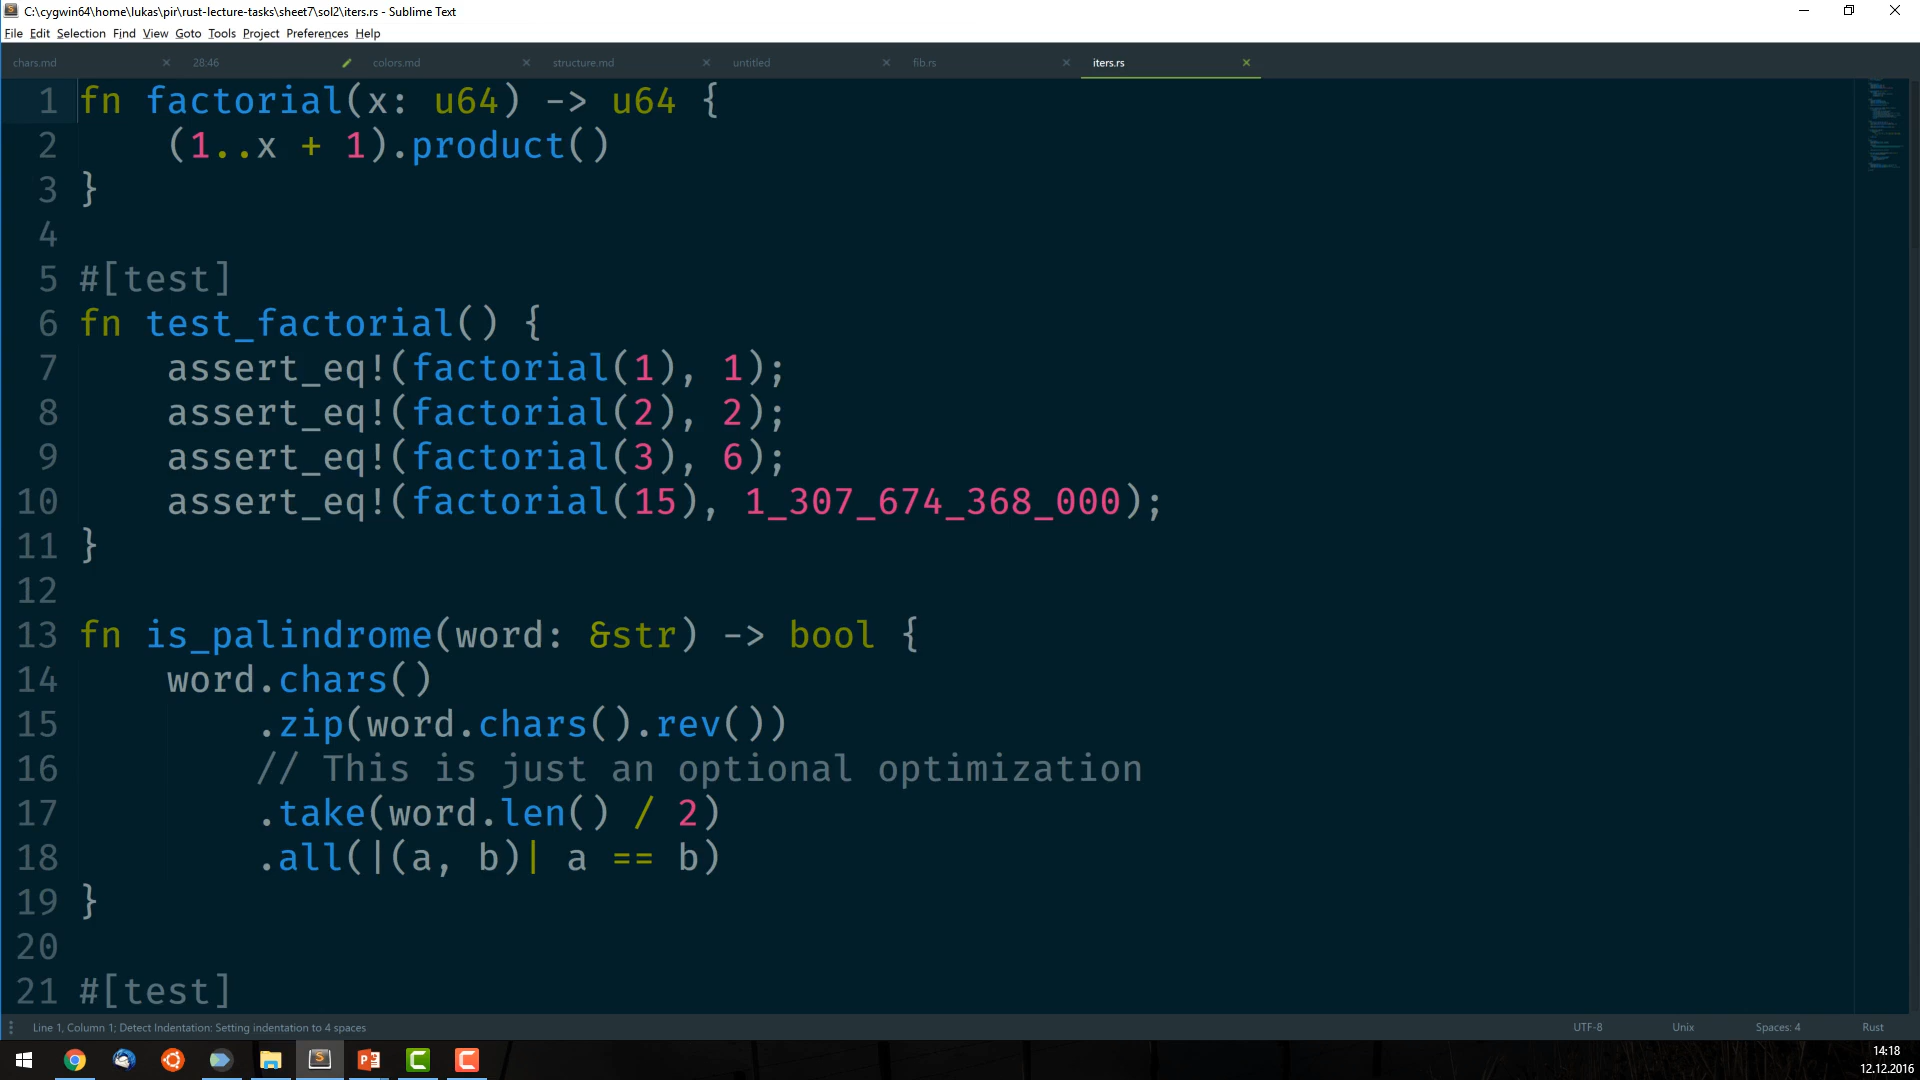 C:\cygwin64\home\lukas\pir\rust-lecture-tasks\sheet7\sol2\iters.rs - Sublime Text
File Edit Selection Find View Goto Tools Project Preferences Help
chars.md 28:46 colors.md structure.md untitled fib.rs iters.rs
1 fn factorial(x: u64) -> u64 {
2     (1..x + 1).product()
3 }
4
5 #[test]
6 fn test_factorial() {
7     assert_eq!(factorial(1), 1);
8     assert_eq!(factorial(2), 2);
9     assert_eq!(factorial(3), 6);
10     assert_eq!(factorial(15), 1_307_674_368_000);
11 }
12
13 fn is_palindrome(word: &str) -> bool {
14     word.chars()
15         .zip(word.chars().rev())
16         // This is just an optional optimization
17         .take(word.len() / 2)
18         .all(|(a, b)| a == b)
19 }
20
21 #[test]
Line 1, Column 1; Detect Indentation: Setting indentation to 4 spaces UTF-8 Unix Spaces: 4 Rust
14:18
12.12.2016